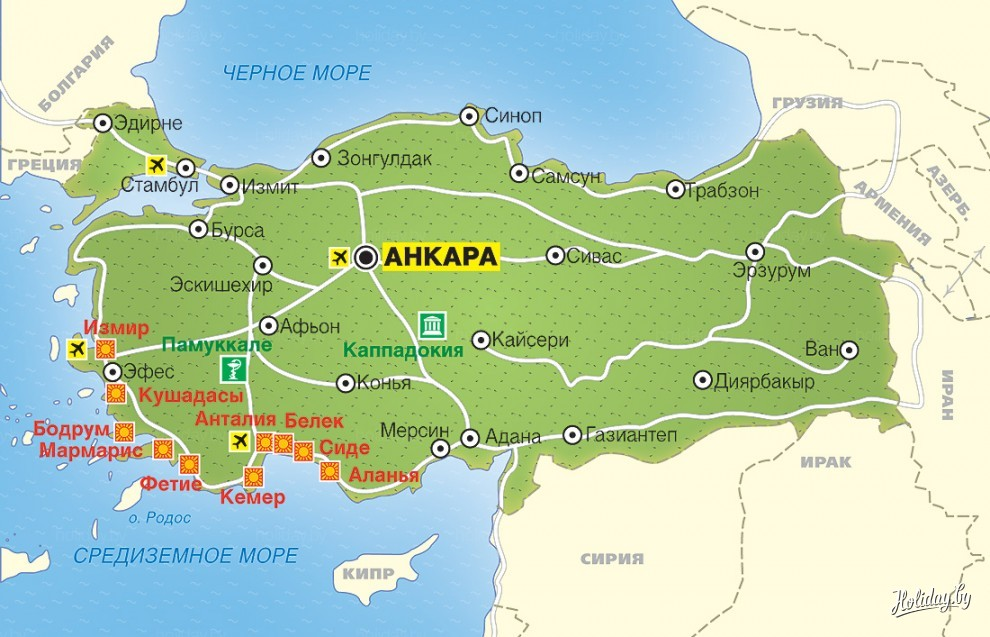 БОЛГАРИЯ
ЧЕРНОЕ МОРЕ
ГРУЗИЯ
Эдирне
Синоп
ГРЕЦИЯ
Стамбул
Измит
Зонгулдак
Самсун
Трабзон
АЗЕРБ.
АРМЕНИЯ
Бурса
АНКАРА
Сивас
Эрзурум
Эскишехир
Измир
Афьон
Памуккале
Каппадокия
Кайсери
Ван
Эфес
Конья
Диярбакыр
ИРАН
Кушадасы
Анталия
Белек
Бодрум
Мармарис
Сиде
Мерсин
Адана
Газиантеп
Фетие
Кемер
Аланья
ИРАК
о. Родос
СРЕДИЗЕМНОЕ МОРЕ
КИПР
СИРИЯ
Holiday.by